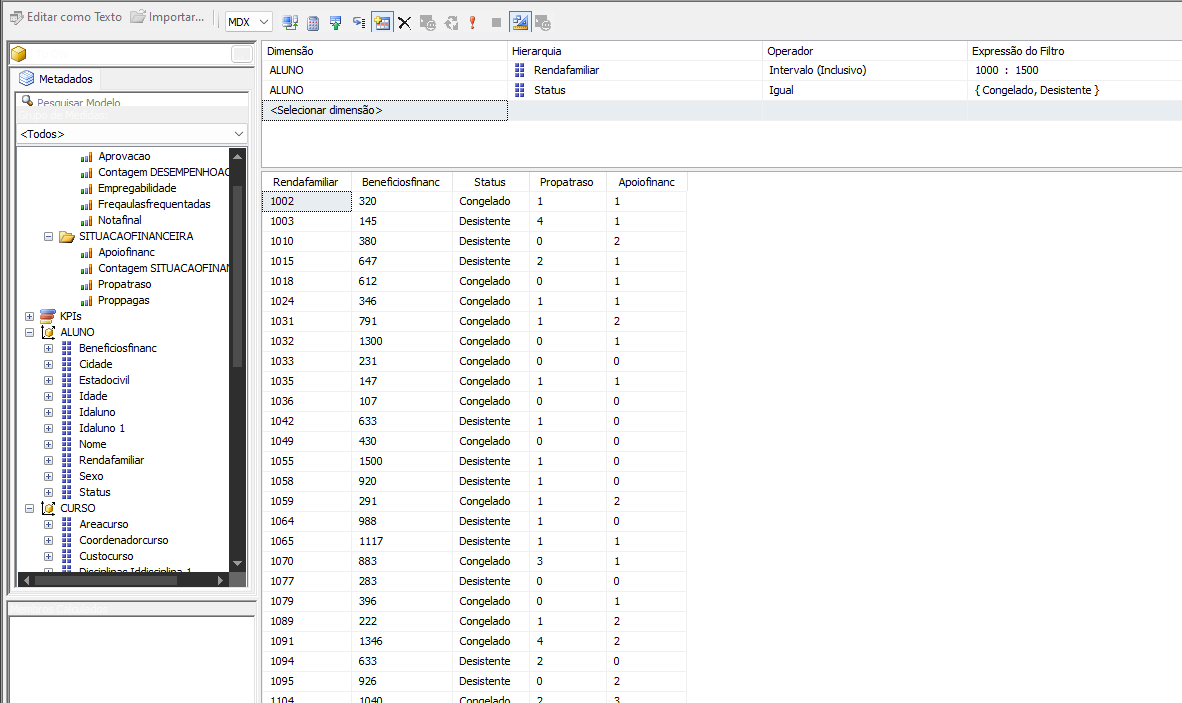 Editar como Texto Importar... MDX
Metadados
Pesquisar Modelo
Grupo de Medidas:
<Todos>
Aprovacao
Contagem DESEMPENHOAC
Empregabilidade
Freqaulasfrequentadas
Notafinal
SITUACAOFINANCEIRA
Apoiofinanc
Contagem SITUACAOFINAN
Propatraso
Proppagas
KPIs
ALUNO
Beneficiosfinanc
Cidade
Estadocivil
Idade
Idaluno
Idaluno 1
Nome
Rendafamiliar
Sexo
Status
CURSO
Areacurso
Coordenadorcurso
Custocurso
Disciplinas Iddisciplina 1
Membros Calculados
Dimensão Hierarquia Operador Expressão do Filtro
ALUNO Rendafamiliar Intervalo (Inclusivo) 1000 : 1500
ALUNO Status Igual { Congelado, Desistente }
<Selecionar dimensão>
Rendafamiliar Beneficiosfinanc Status Propatraso Apoiofinanc
1002 320 Congelado 1 1
1003 145 Desistente 4 1
1010 380 Desistente 0 2
1015 647 Desistente 2 1
1018 612 Congelado 0 1
1024 346 Congelado 1 1
1031 791 Congelado 1 2
1032 1300 Congelado 0 1
1033 231 Congelado 0 0
1035 147 Congelado 1 1
1036 107 Congelado 0 0
1042 633 Desistente 1 0
1049 430 Congelado 0 0
1055 1500 Desistente 1 0
1058 920 Desistente 1 0
1059 291 Congelado 1 2
1064 988 Desistente 1 0
1065 1117 Desistente 1 1
1070 883 Congelado 3 1
1077 283 Desistente 0 0
1079 396 Congelado 0 1
1089 222 Congelado 1 2
1091 1346 Congelado 4 2
1094 633 Desistente 2 0
1095 926 Desistente 0 2
1104 1040 Congelado 2 3